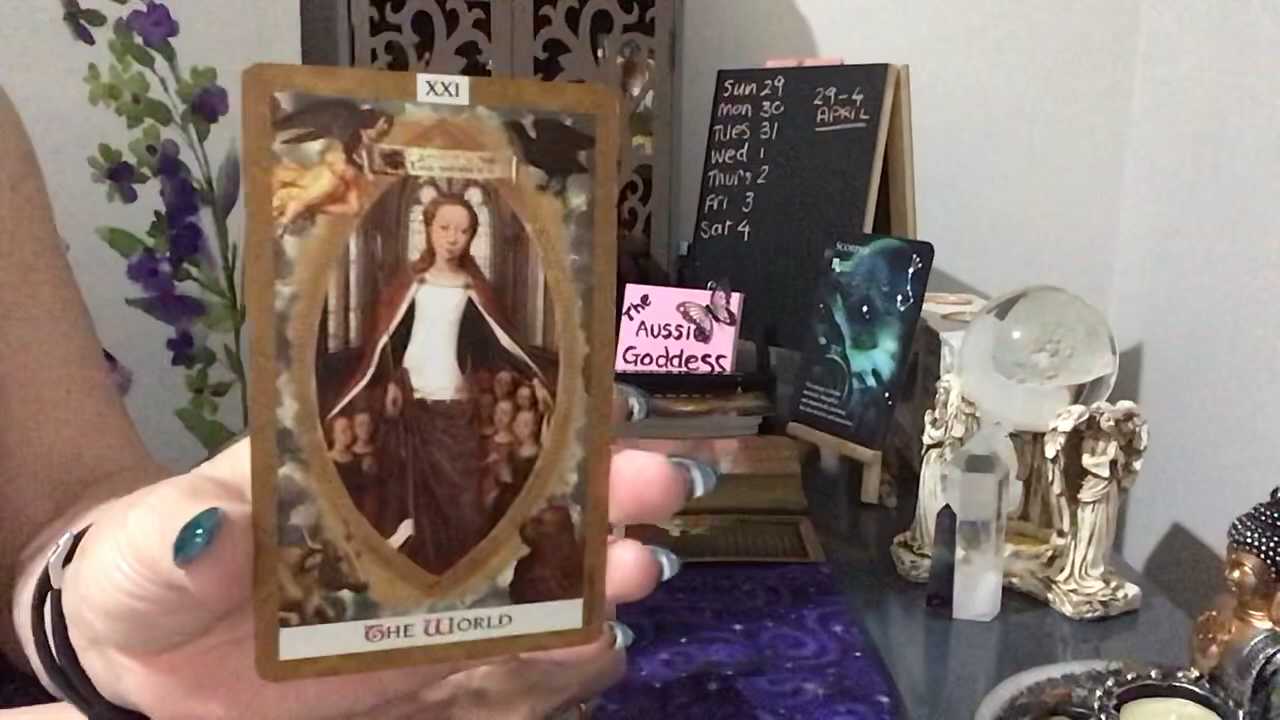 XXI
THE WORLD
Sun 29
mon 30
Tues 31
Wed 1
Thurs 2
Fri 3
Sat 4
29-4
APRIL
The
Aussie
Goddess